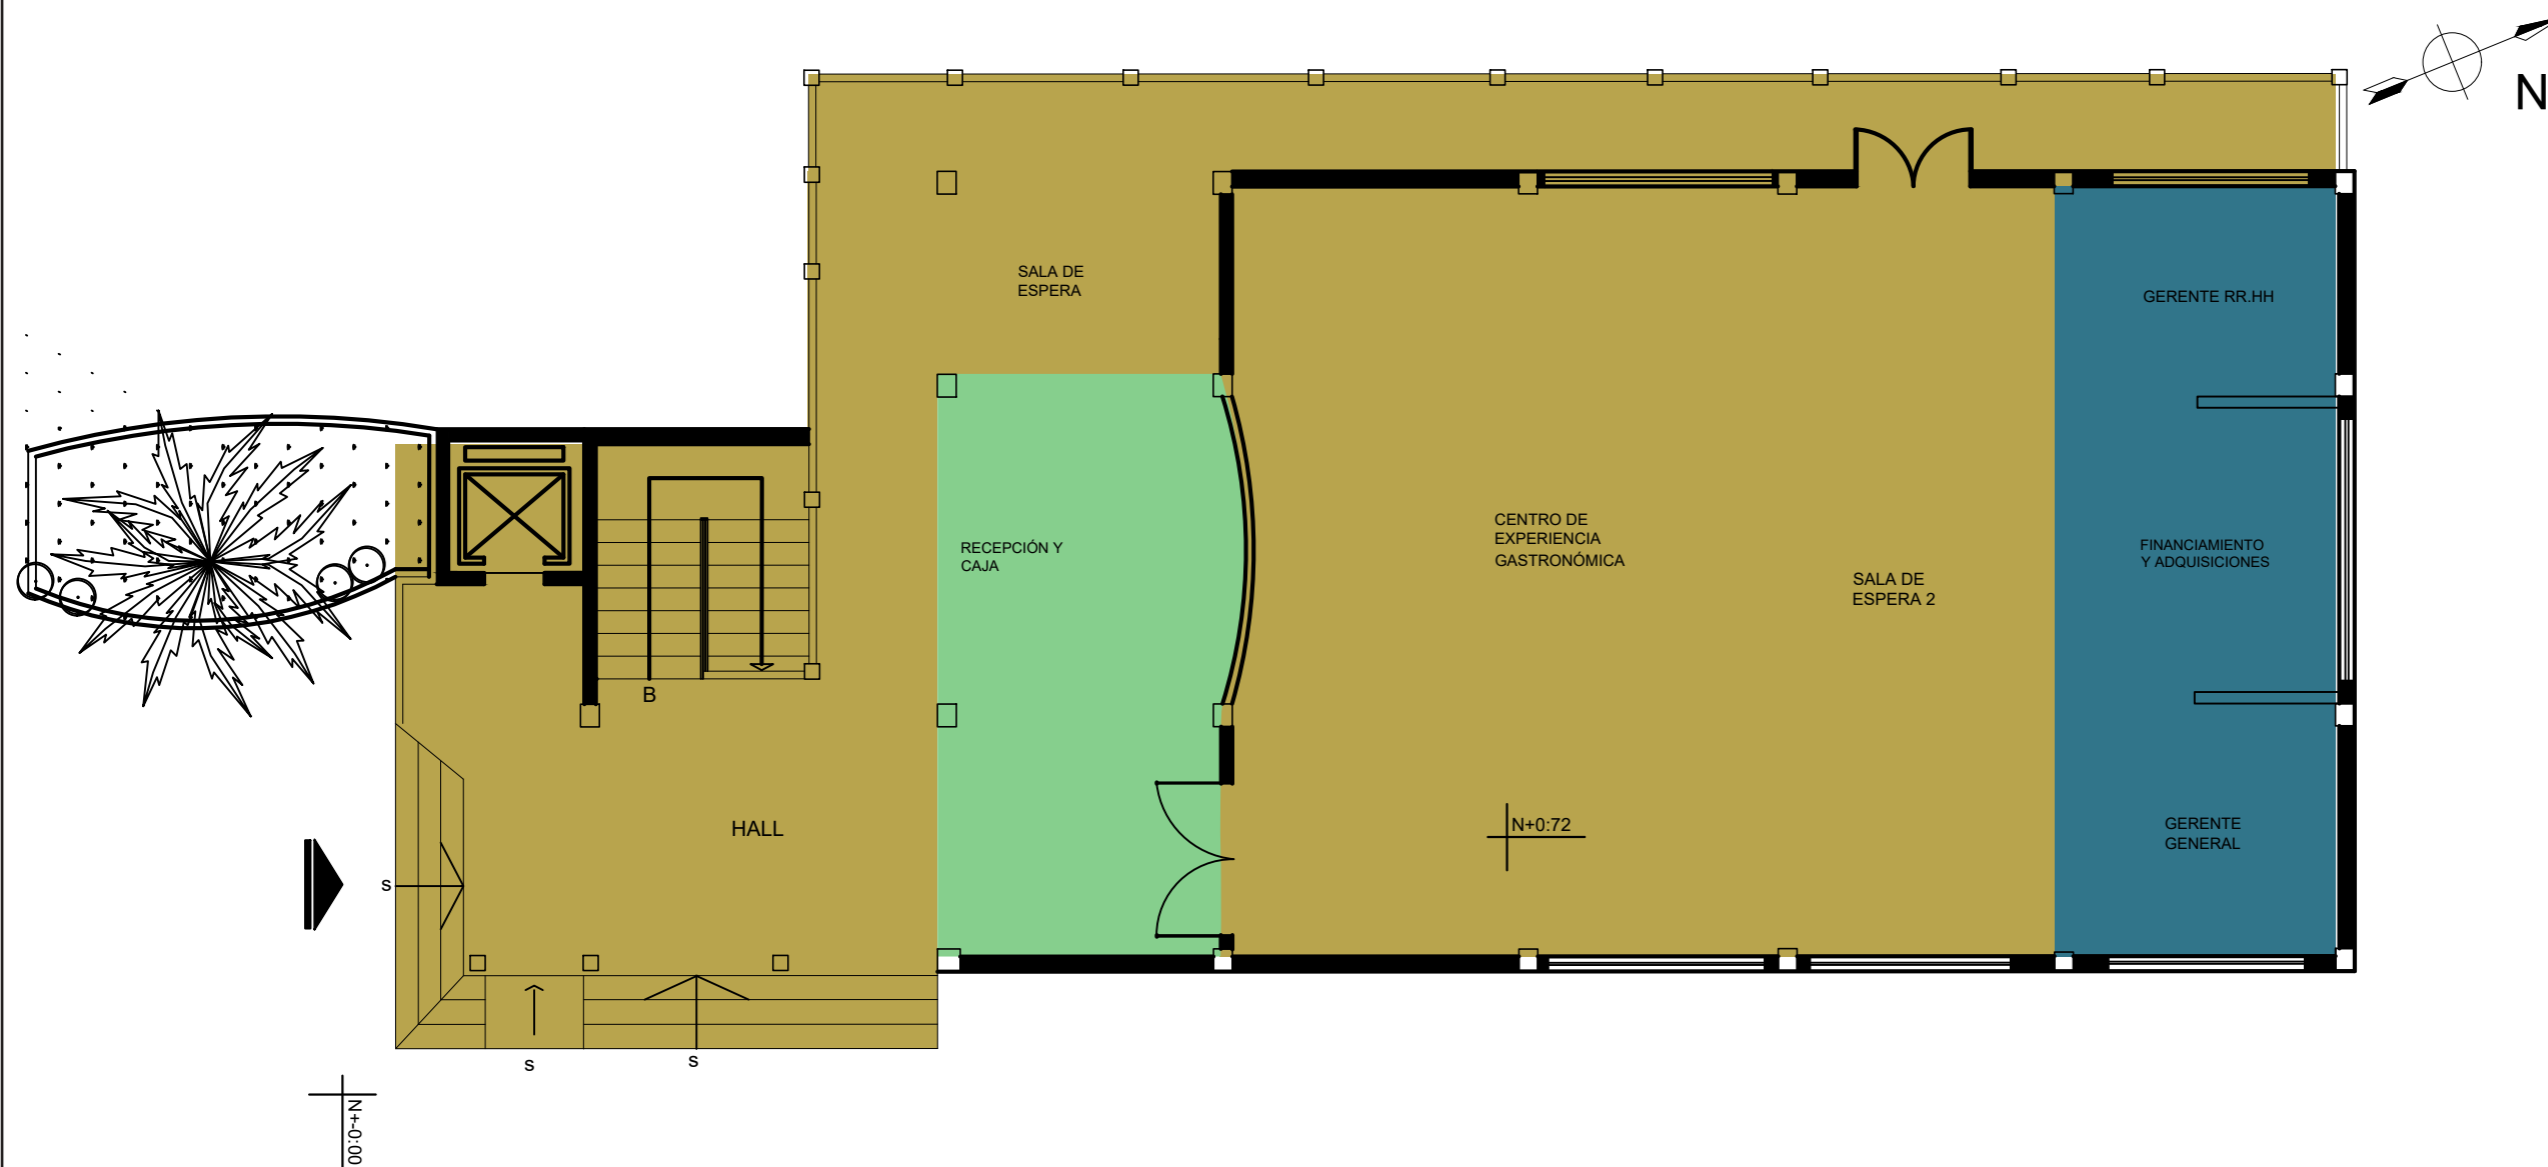 N
SALA DE
ESPERA
GERENTE RR.HH
RECEPCIÓN Y
CAJA
CENTRO DE
EXPERIENCIA
GASTRONÓMICA
SALA DE
ESPERA 2
FINANCIAMIENTO
Y ADQUISICIONES
B
HALL
N+0:72
GERENTE
GENERAL
s
s
s
N+-0:00